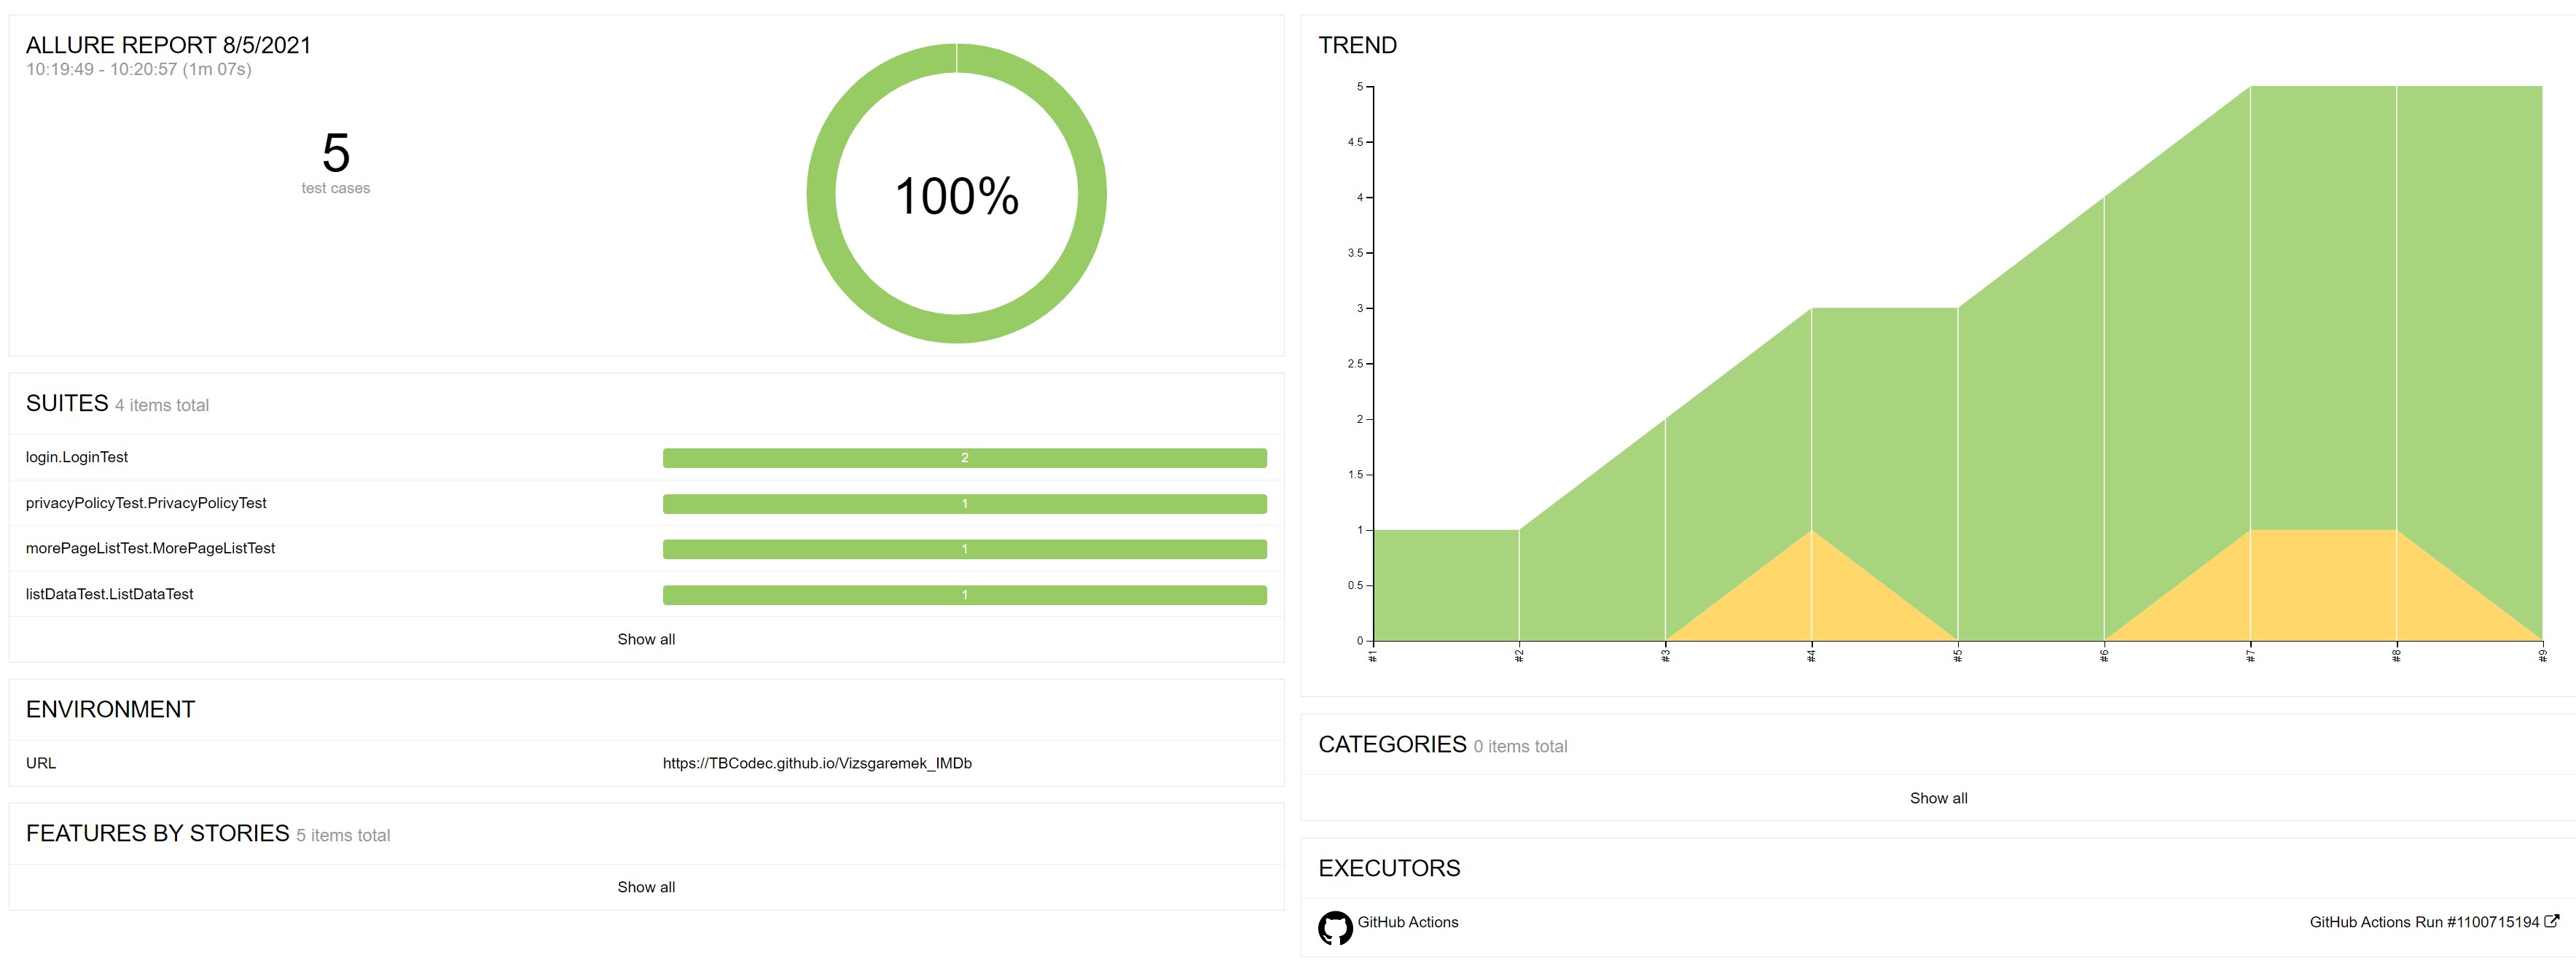 ALLURE REPORT 8/5/2021
10:19:49 - 10:20:57 (1m 07s)
5
test cases
100%
SUITES 4 items total
login.LoginTest 2
privacyPolicyTest.PrivacyPolicyTest 1
morePageListTest.MorePageListTest 1
listDataTest.ListDataTest 1
Show all
ENVIRONMENT
URL https://TBCodec.github.io/Vizsgaremek_IMDb
FEATURES BY STORIES 5 items total
Show all
TREND
5
4.5
4
3.5
3
2.5
2
1.5
1
0.5
0
#1 #2 #3 #4 #5 #6 #7 #8 #9
CATEGORIES 0 items total
Show all
EXECUTORS
GitHub Actions GitHub Actions Run #1100715194